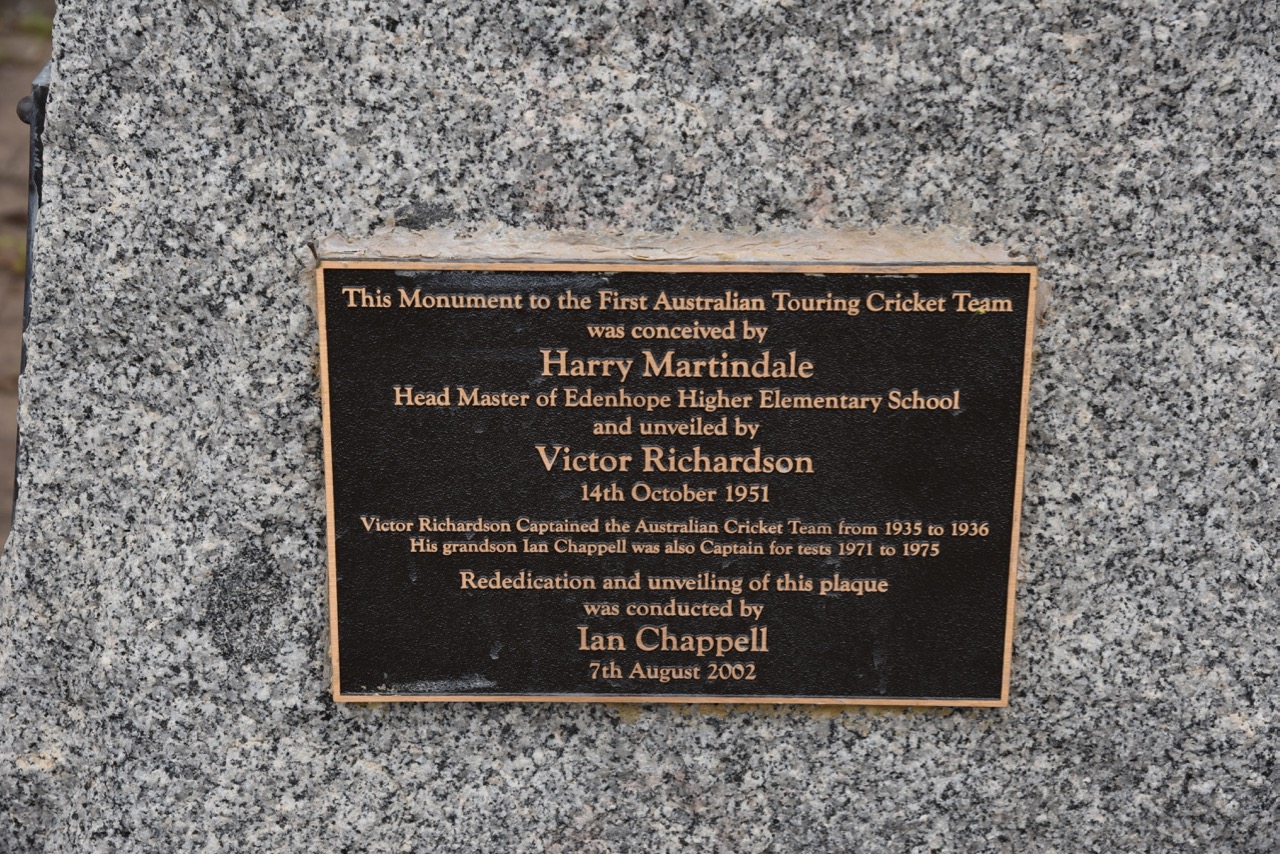 This Monument to the First Australian Touring Cricket Team
was conceived by
Harry Martindale
Head Master of Edenhope Higher Elementary School
and unveiled by
Victor Richardson
14th October 1951
Victor Richardson Captained the Australian Cricket Team from 1935 to 1936
His grandson Ian Chappell was also Captain for tests 1971 to 1975
Rededication and unveiling of this plaque
was conducted by
Ian Chappell
7th August 2002